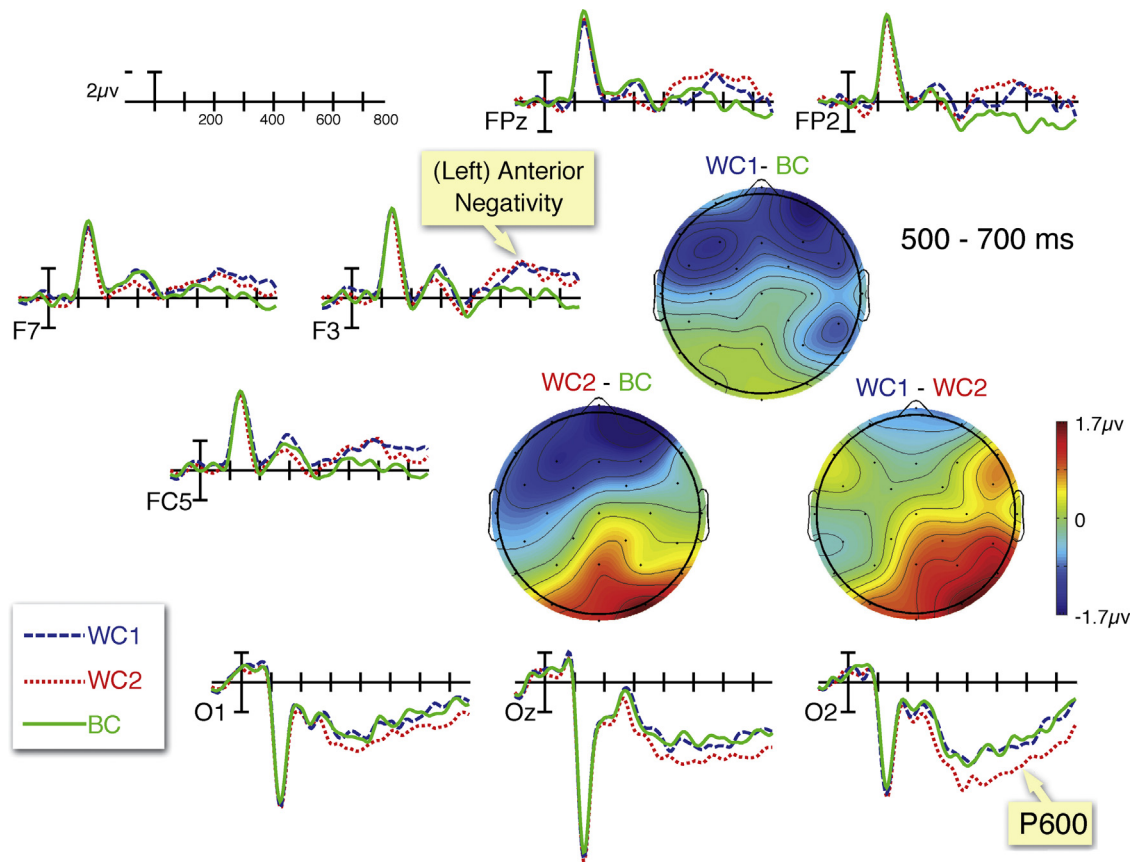 2μv
200 400 600 800
FPz
FP2
(Left) Anterior
Negativity
WC1- BC
500 - 700 ms
F7
F3
WC2 - BC
WC1 - WC2
1.7μv
0
-1.7μv
FC5
WC1
WC2
BC
O1
Oz
O2
P600